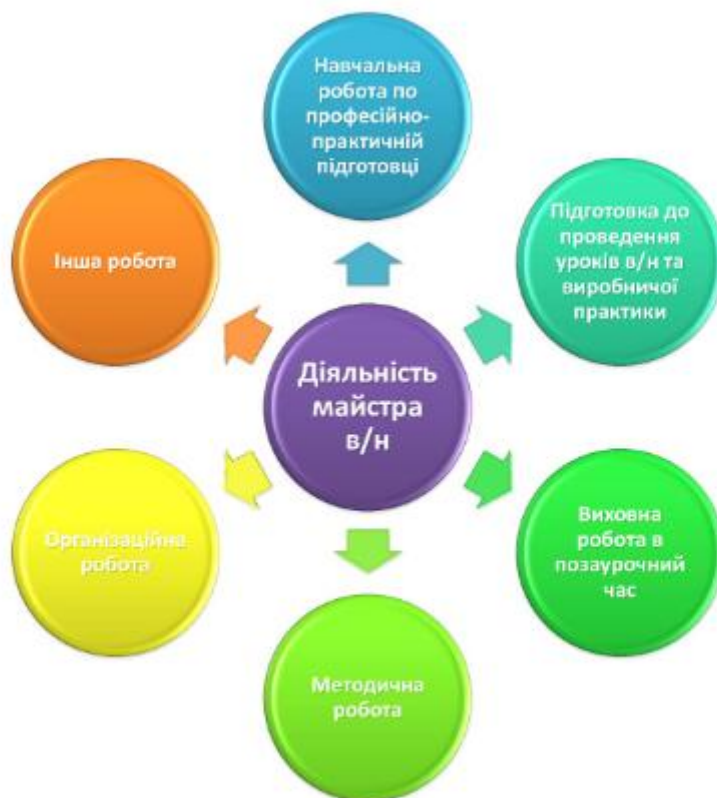 Навчальна
робота по
професійно-
практичній
підготовці
Підготовка до
проведення
уроків в/н та
виробничої
практики
Виховна
робота в
позаурочний
час
Методична
робота
Організаційна
робота
Інша робота
Діяльність
майстра
в/н